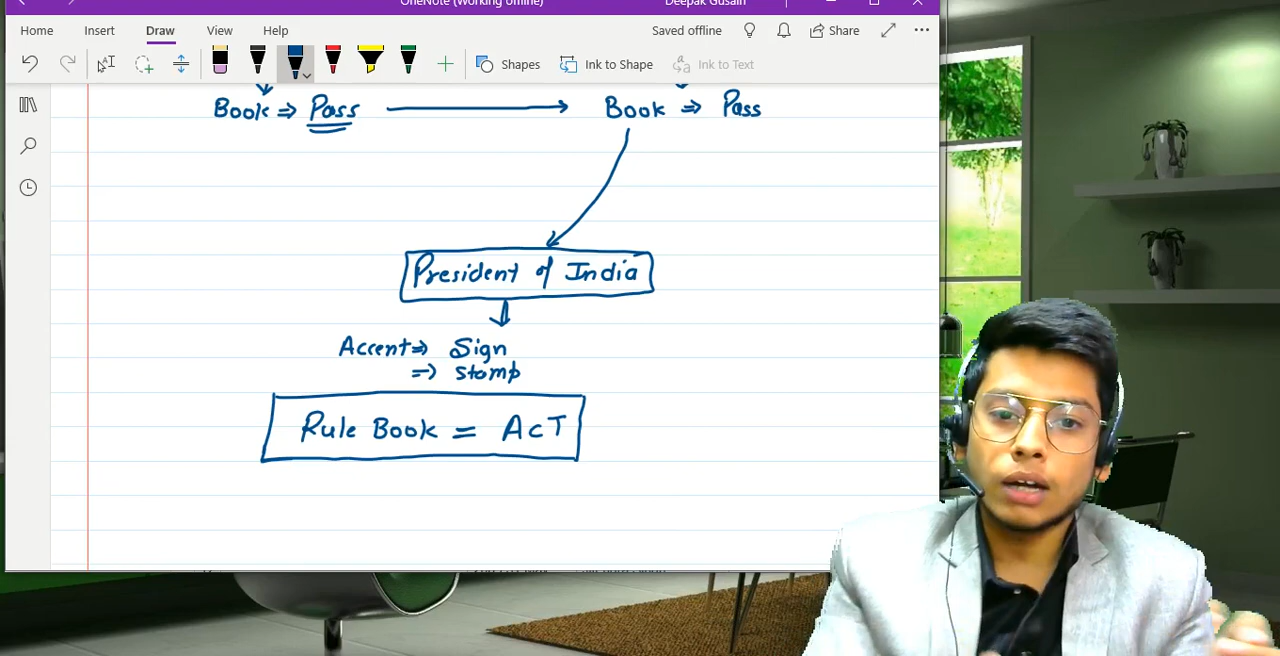 OneNote (Working offline)
Deepak Gusain
Home Insert Draw View Help Saved offline Share
Shapes Ink to Shape Ink to Text
Book ⇒ Pass → Book ⇒ Pass
President of India
Accent ⇒ Sign
⇒ Stamp
Rule Book = AcT